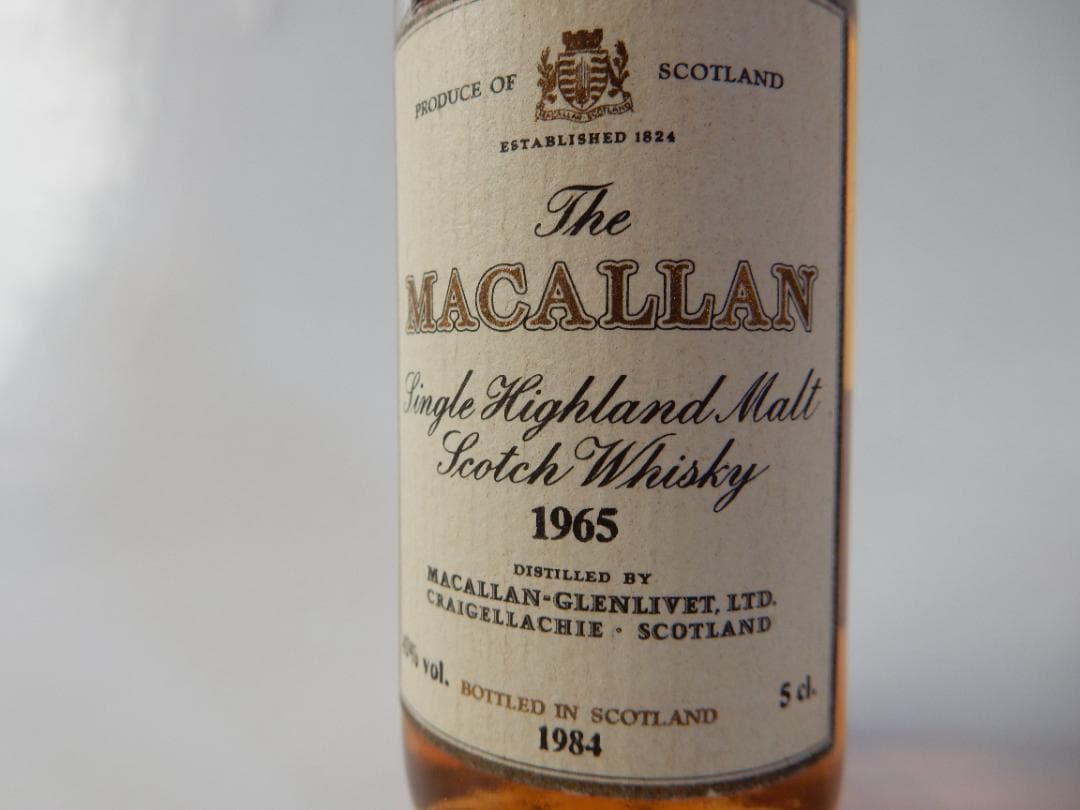 PRODUCE OF SCOTLAND
ESTABLISHED 1824
The
MACALLAN
Single Highland Malt
Scotch Whisky
1965
DISTILLED BY
MACALLAN-GLENLIVET, LTD.
CRAIGELLACHIE · SCOTLAND
vol. 5 cl.
BOTTLED IN SCOTLAND
1984